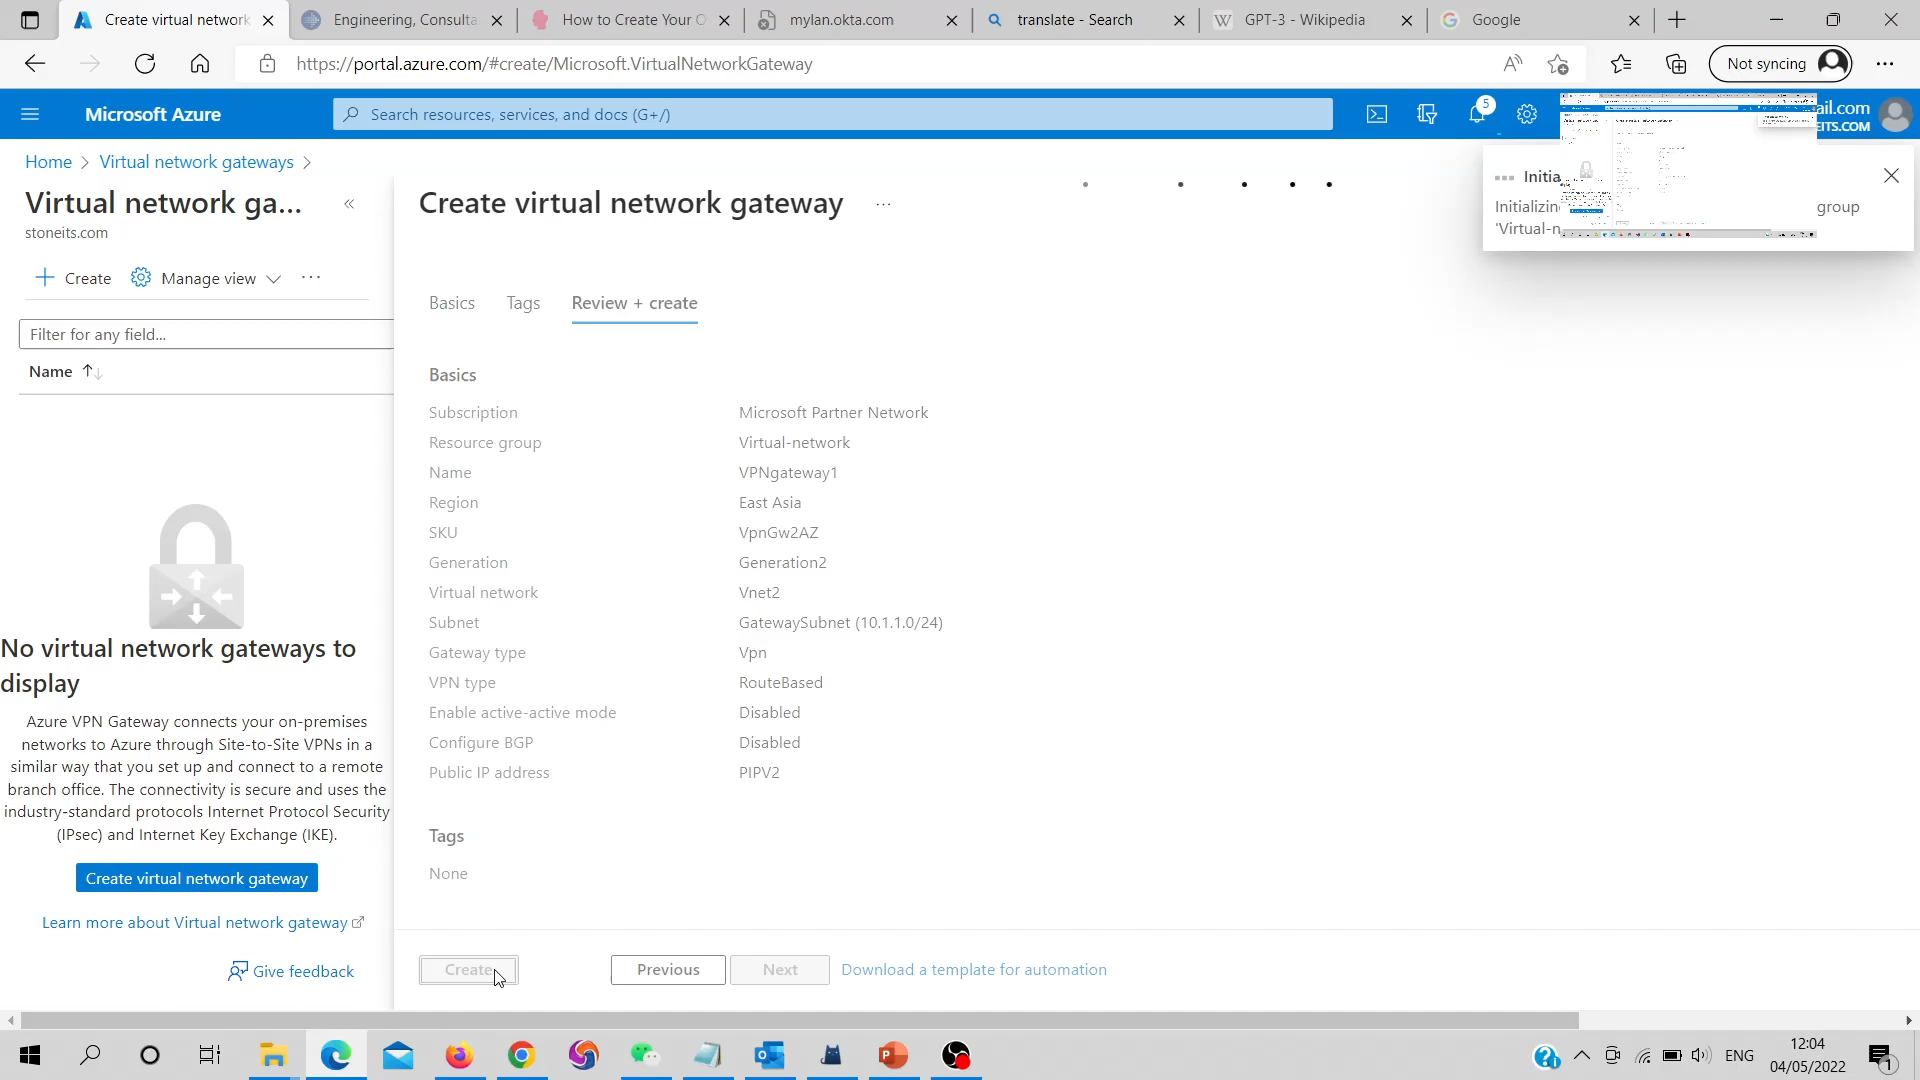 Create virtual network
Engineering, Consulta
How to Create Your O
mylan.okta.com
translate - Search
GPT-3 - Wikipedia
Google
https://portal.azure.com/#create/Microsoft.VirtualNetworkGateway
Not syncing
Microsoft Azure
Search resources, services, and docs (G+/)
5
ail.com
EITS.COM
Home > Virtual network gateways >
Virtual network ga...
stoneits.com
Create
Manage view
Filter for any field...
Name
No virtual network gateways to
display
Azure VPN Gateway connects your on-premises
networks to Azure through Site-to-Site VPNs in a
similar way that you set up and connect to a remote
branch office. The connectivity is secure and uses the
industry-standard protocols Internet Protocol Security
(IPsec) and Internet Key Exchange (IKE).
Create virtual network gateway
Learn more about Virtual network gateway
Give feedback
Create virtual network gateway
Basics
Tags
Review + create
Basics
Subscription Microsoft Partner Network
Resource group Virtual-network
Name VPNgateway1
Region East Asia
SKU VpnGw2AZ
Generation Generation2
Virtual network Vnet2
Subnet GatewaySubnet (10.1.1.0/24)
Gateway type Vpn
VPN type RouteBased
Enable active-active mode Disabled
Configure BGP Disabled
Public IP address PIPV2
Tags
None
Create
Previous
Next
Download a template for automation
Initia
Initializin group
'Virtual-n
ENG
12:04
04/05/2022
1